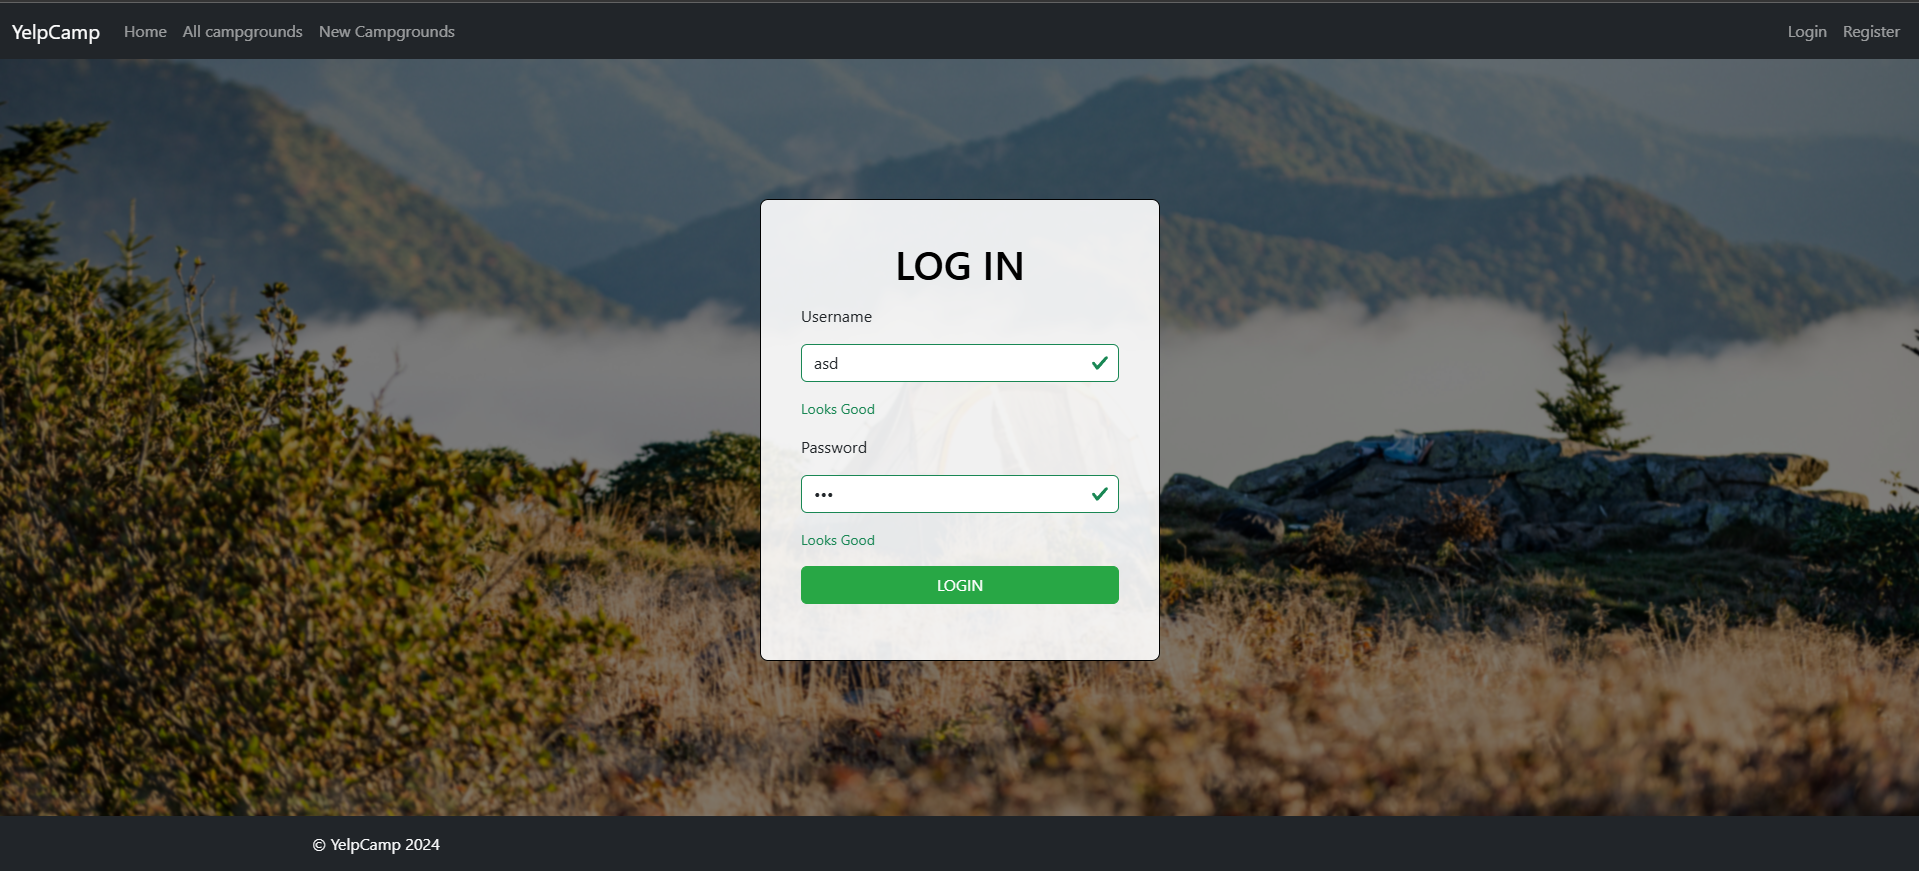 YelpCamp Home All campgrounds New Campgrounds Login Register
LOG IN
Username
asd
Looks Good
Password
•••
Looks Good
LOGIN
© YelpCamp 2024